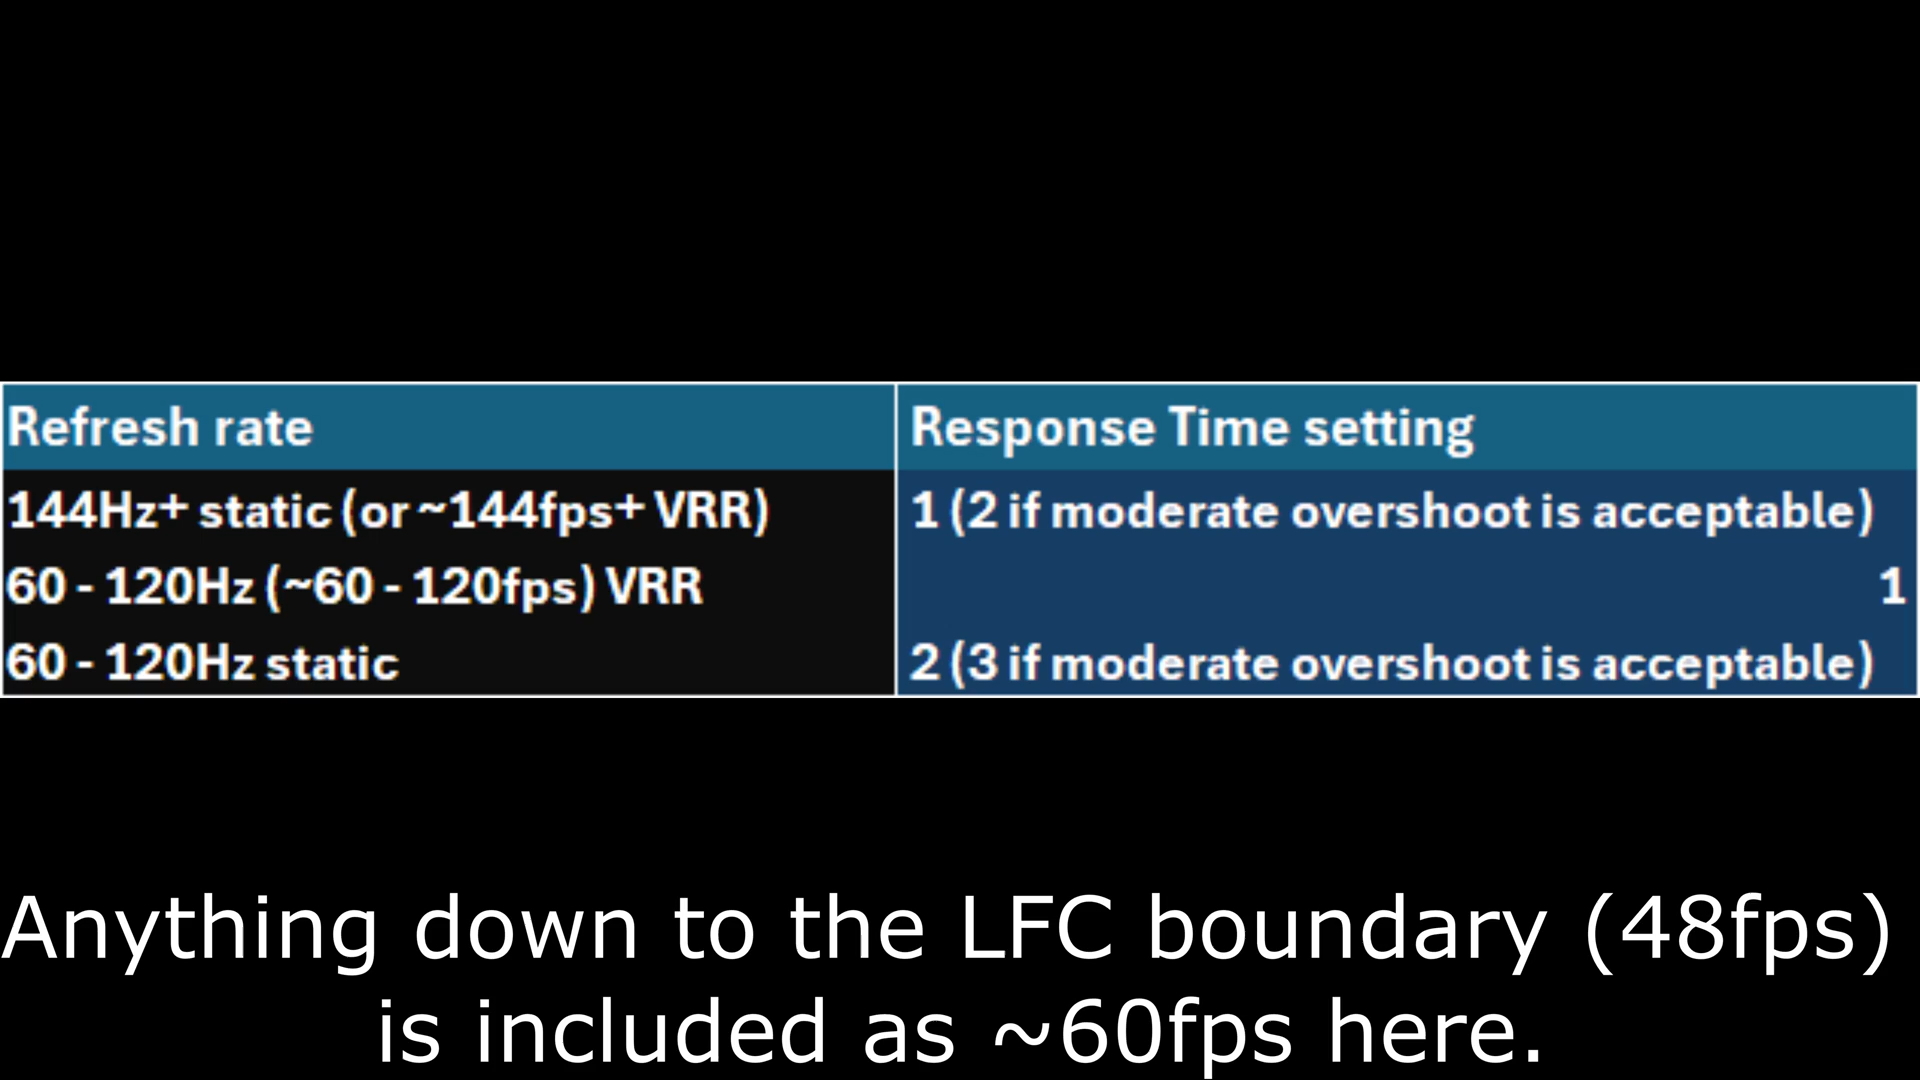 Refresh rate Response Time setting
144Hz+ static (or ~144fps+ VRR) 1 (2 if moderate overshoot is acceptable)
60 - 120Hz (~60 - 120fps) VRR 1
60 - 120Hz static 2 (3 if moderate overshoot is acceptable)
Anything down to the LFC boundary (48fps)
is included as ~60fps here.